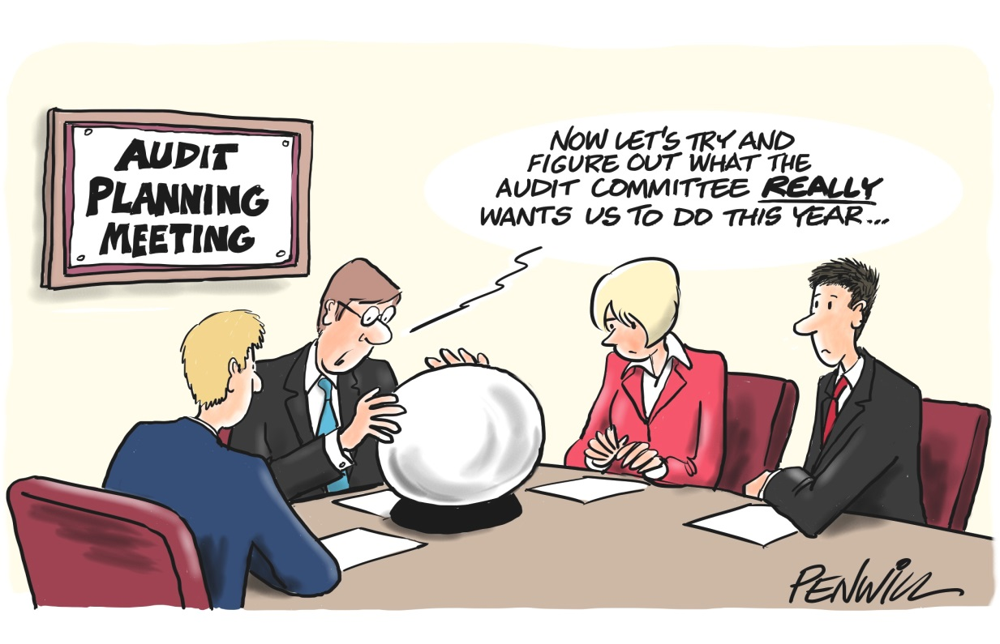 AUDIT
PLANNING
MEETING
NOW LET'S TRY AND
FIGURE OUT WHAT THE
AUDIT COMMITTEE REALLY
WANTS US TO DO THIS YEAR...
PENWILL